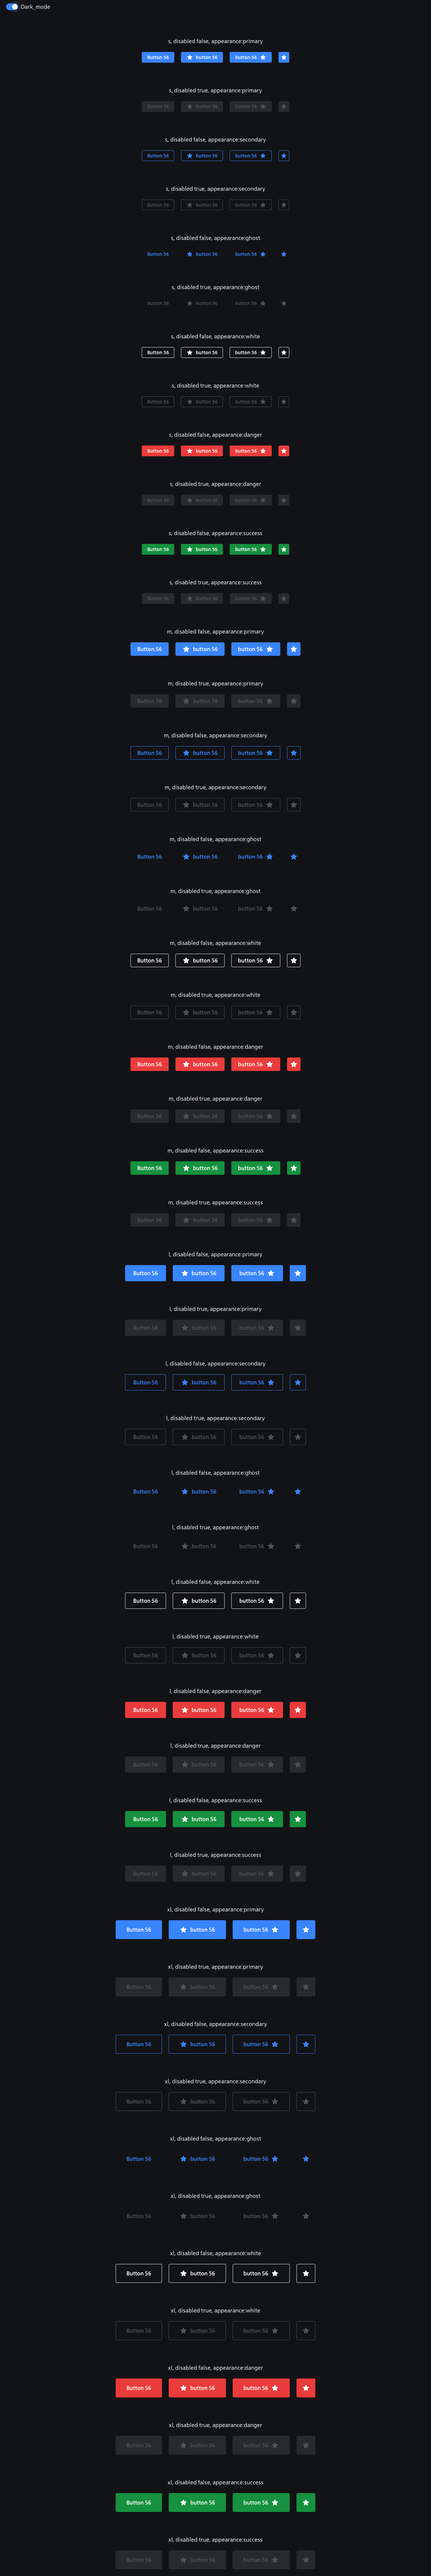 Dark_mode
s, disabled false, appearance:primary
Button 56 button 56 button 56
s, disabled true, appearance:primary
Button 56 button 56 button 56
s, disabled false, appearance:secondary
Button 56 button 56 button 56
s, disabled true, appearance:secondary
Button 56 button 56 button 56
s, disabled false, appearance:ghost
Button 56 button 56 button 56
s, disabled true, appearance:ghost
Button 56 button 56 button 56
s, disabled false, appearance:white
Button 56 button 56 button 56
s, disabled true, appearance:white
Button 56 button 56 button 56
s, disabled false, appearance:danger
Button 56 button 56 button 56
s, disabled true, appearance:danger
Button 56 button 56 button 56
s, disabled false, appearance:success
Button 56 button 56 button 56
s, disabled true, appearance:success
Button 56 button 56 button 56
m, disabled false, appearance:primary
Button 56 button 56 button 56
m, disabled true, appearance:primary
Button 56 button 56 button 56
m, disabled false, appearance:secondary
Button 56 button 56 button 56
m, disabled true, appearance:secondary
Button 56 button 56 button 56
m, disabled false, appearance:ghost
Button 56 button 56 button 56
m, disabled true, appearance:ghost
Button 56 button 56 button 56
m, disabled false, appearance:white
Button 56 button 56 button 56
m, disabled true, appearance:white
Button 56 button 56 button 56
m, disabled false, appearance:danger
Button 56 button 56 button 56
m, disabled true, appearance:danger
Button 56 button 56 button 56
m, disabled false, appearance:success
Button 56 button 56 button 56
m, disabled true, appearance:success
Button 56 button 56 button 56
l, disabled false, appearance:primary
Button 56 button 56 button 56
l, disabled true, appearance:primary
Button 56 button 56 button 56
l, disabled false, appearance:secondary
Button 56 button 56 button 56
l, disabled true, appearance:secondary
Button 56 button 56 button 56
l, disabled false, appearance:ghost
Button 56 button 56 button 56
l, disabled true, appearance:ghost
Button 56 button 56 button 56
l, disabled false, appearance:white
Button 56 button 56 button 56
l, disabled true, appearance:white
Button 56 button 56 button 56
l, disabled false, appearance:danger
Button 56 button 56 button 56
l, disabled true, appearance:danger
Button 56 button 56 button 56
l, disabled false, appearance:success
Button 56 button 56 button 56
l, disabled true, appearance:success
Button 56 button 56 button 56
xl, disabled false, appearance:primary
Button 56 button 56 button 56
xl, disabled true, appearance:primary
Button 56 button 56 button 56
xl, disabled false, appearance:secondary
Button 56 button 56 button 56
xl, disabled true, appearance:secondary
Button 56 button 56 button 56
xl, disabled false, appearance:ghost
Button 56 button 56 button 56
xl, disabled true, appearance:ghost
Button 56 button 56 button 56
xl, disabled false, appearance:white
Button 56 button 56 button 56
xl, disabled true, appearance:white
Button 56 button 56 button 56
xl, disabled false, appearance:danger
Button 56 button 56 button 56
xl, disabled true, appearance:danger
Button 56 button 56 button 56
xl, disabled false, appearance:success
Button 56 button 56 button 56
xl, disabled true, appearance:success
Button 56 button 56 button 56